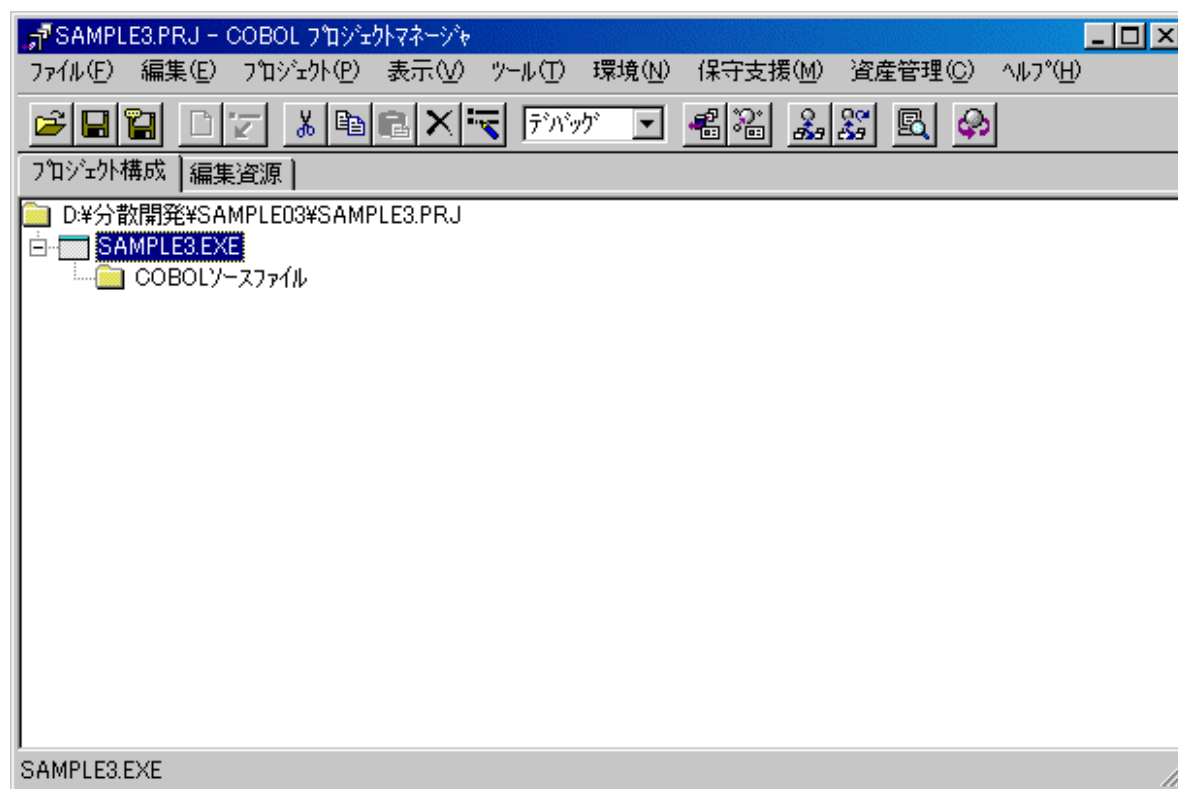 SAMPLE3.PRJ - COBOL ﾌﾟﾛｼﾞｪｸﾄﾏﾈｰｼﾞｬ
ﾌｧｲﾙ(F) 編集(E) ﾌﾟﾛｼﾞｪｸﾄ(P) 表示(V) ﾂｰﾙ(T) 環境(N) 保守支援(M) 資産管理(C) ﾍﾙﾌﾟ(H)
ﾃﾞﾊﾞｯｸﾞ
ﾌﾟﾛｼﾞｪｸﾄ構成 編集資源
D:¥分散開発¥SAMPLE03¥SAMPLE3.PRJ
SAMPLE3.EXE
COBOLｿｰｽﾌｧｲﾙ
SAMPLE3.EXE